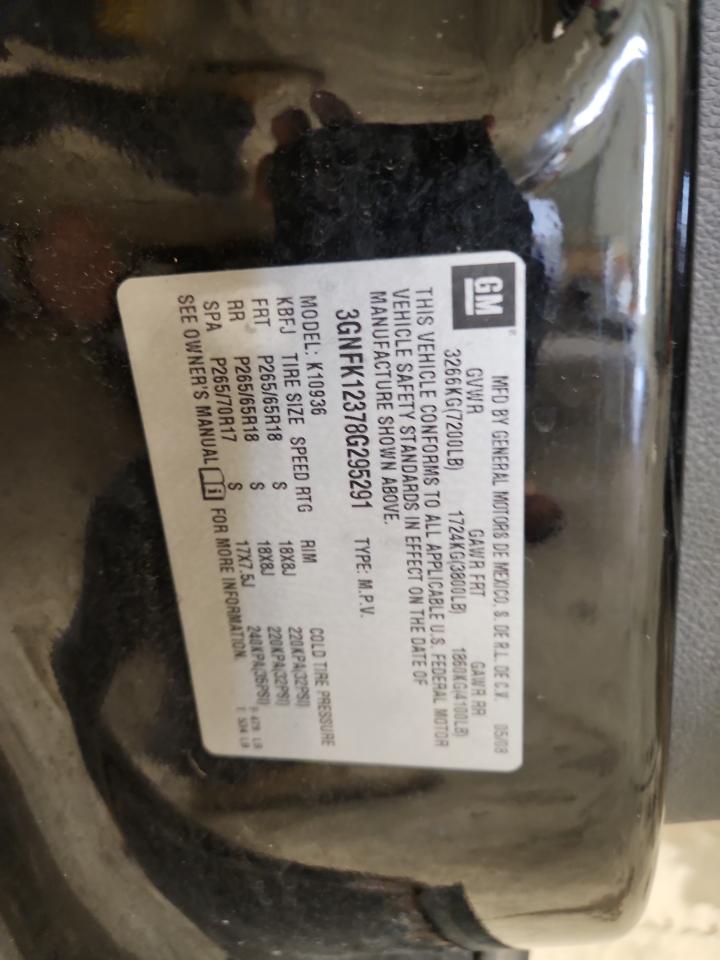 GM
MFD BY GENERAL MOTORS DE MEXICO, S. DE R.L. DE C.V. 05/08
GVWR GAWR FRT GAWR RR
3266KG(7200LB) 1724KG(3800LB) 1860KG(4100LB)
THIS VEHICLE CONFORMS TO ALL APPLICABLE U.S. FEDERAL MOTOR
VEHICLE SAFETY STANDARDS IN EFFECT ON THE DATE OF
MANUFACTURE SHOWN ABOVE.
3GNFK12378G295291 TYPE: M.P.V.
MODEL: K10936
KBFJ TIRE SIZE SPEED RTG RIM COLD TIRE PRESSURE
FRT P265/65R18 S 18X8J 220KPA(32PSI)
RR P265/65R18 S 18X8J 220KPA(32PSI)
SPA P265/70R17 S 17X7.5J 240KPA(35PSI)
SEE OWNER'S MANUAL FOR MORE INFORMATION.